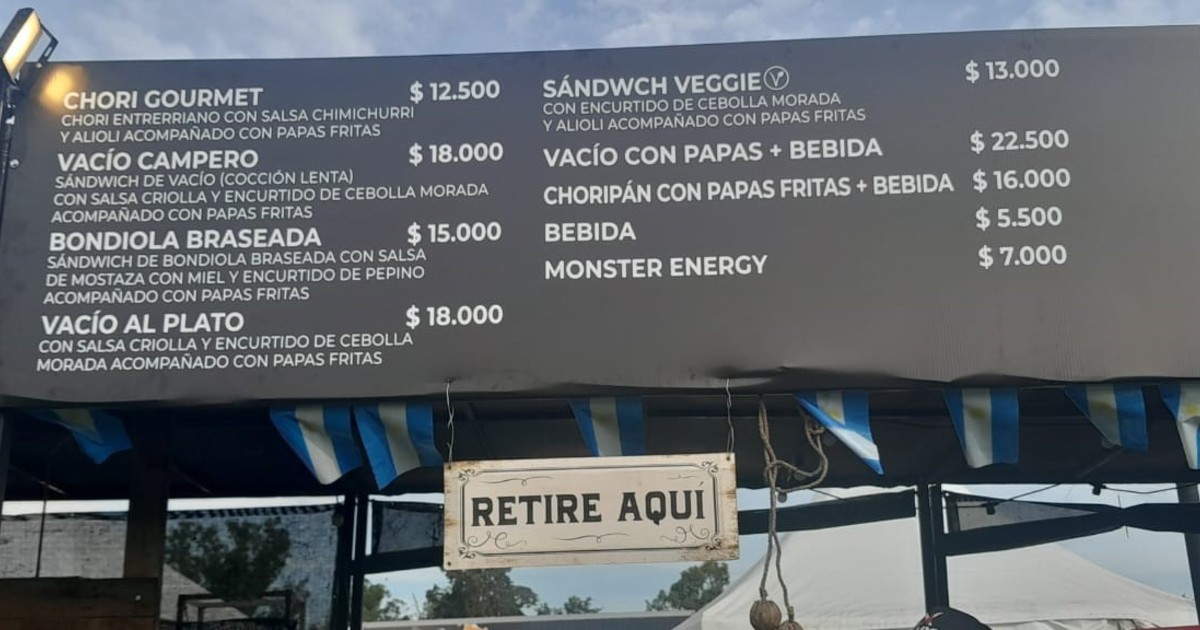 CHORI GOURMET $ 12.500
CHORI ENTRERRIANO CON SALSA CHIMICHURRI
Y ALIOLI ACOMPAÑADO CON PAPAS FRITAS
VACÍO CAMPERO $ 18.000
SÁNDWICH DE VACÍO (COCCIÓN LENTA)
CON SALSA CRIOLLA Y ENCURTIDO DE CEBOLLA MORADA
ACOMPAÑADO CON PAPAS FRITAS
BONDIOLA BRASEADA $ 15.000
SÁNDWICH DE BONDIOLA BRASEADA CON SALSA
DE MOSTAZA CON MIEL Y ENCURTIDO DE PEPINO
ACOMPAÑADO CON PAPAS FRITAS
VACÍO AL PLATO $ 18.000
CON SALSA CRIOLLA Y ENCURTIDO DE CEBOLLA
MORADA ACOMPAÑADO CON PAPAS FRITAS
SÁNDWCH VEGGIE $ 13.000
CON ENCURTIDO DE CEBOLLA MORADA
Y ALIOLI ACOMPAÑADO CON PAPAS FRITAS
VACÍO CON PAPAS + BEBIDA $ 22.500
CHORIPÁN CON PAPAS FRITAS + BEBIDA $ 16.000
BEBIDA $ 5.500
MONSTER ENERGY $ 7.000
RETIRE AQUÍ